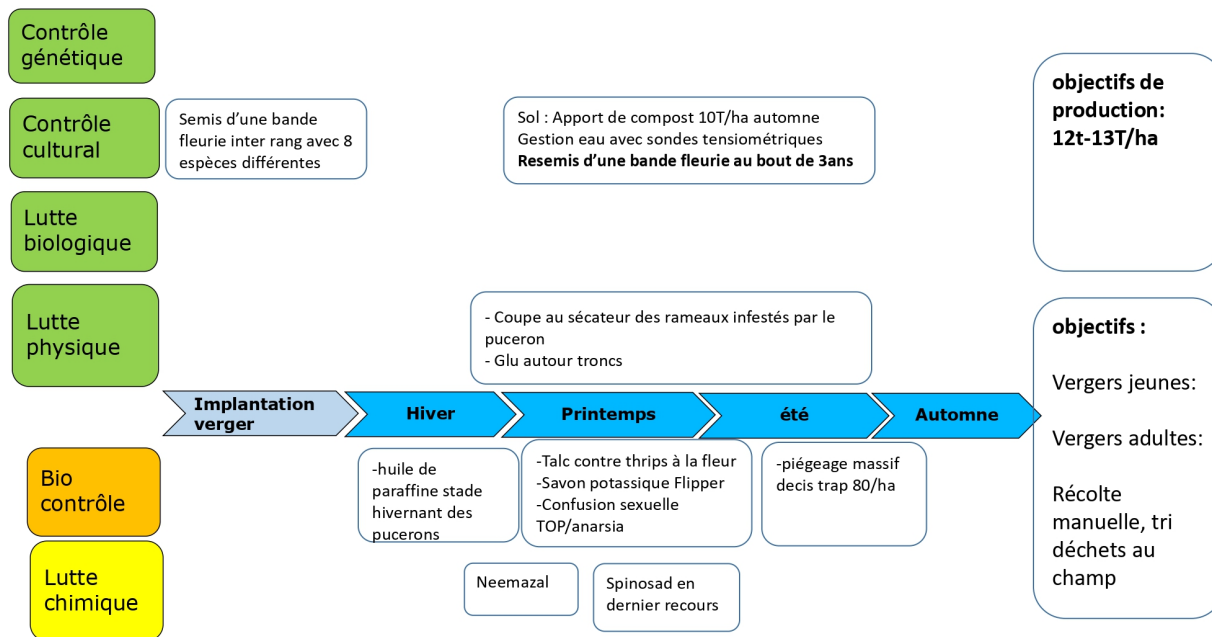 Contrôle
génétique
Contrôle
cultural
Semis d’une bande
fleurie inter rang avec 8
espèces différentes
Sol : Apport de compost 10T/ha automne
Gestion eau avec sondes tensiométriques
Resemis d’une bande fleurie au bout de 3ans
objectifs de
production:
12t-13T/ha
Lutte
biologique
Lutte
physique
- Coupe au sécateur des rameaux infestés par le
puceron
- Glu autour troncs
Implantation
verger
Hiver
Printemps
été
Automne
objectifs :
Vergers jeunes:
Vergers adultes:
Récolte
manuelle, tri
déchets au
champ
Bio
contrôle
-huile de
paraffine stade
hivernant des
pucerons
-Talc contre thrips à la fleur
-Savon potassique Flipper
-Confusion sexuelle
TOP/anarsia
-piégeage massif
decis trap 80/ha
Lutte
chimique
Neemazal
Spinosad en
dernier recours